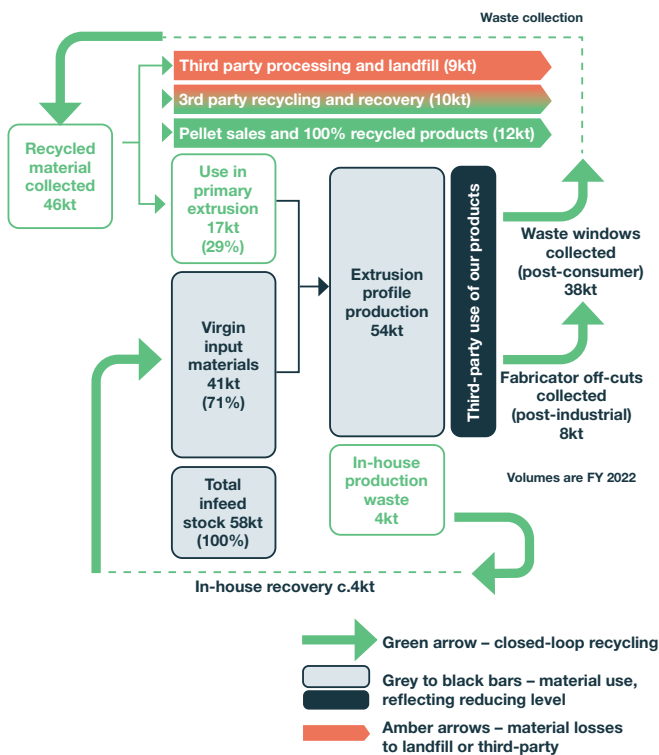 Waste collection
Third party processing and landfill (9kt)
3rd party recycling and recovery (10kt)
Pellet sales and 100% recycled products (12kt)
Recycled
material
collected
46kt
Use in
primary
extrusion
17kt
(29%)
Virgin
input
materials
41kt
(71%)
Total
infeed
stock 58kt
(100%)
Extrusion
profile
production
54kt
Third-party use of our products
In-house
production
waste
4kt
Waste windows
collected
(post-consumer)
38kt
Fabricator off-cuts
collected
(post-industrial)
8kt
Volumes are FY 2022
In-house recovery c.4kt
Green arrow – closed-loop recycling
Grey to black bars – material use,
reflecting reducing level
Amber arrows – material losses
to landfill or third-party